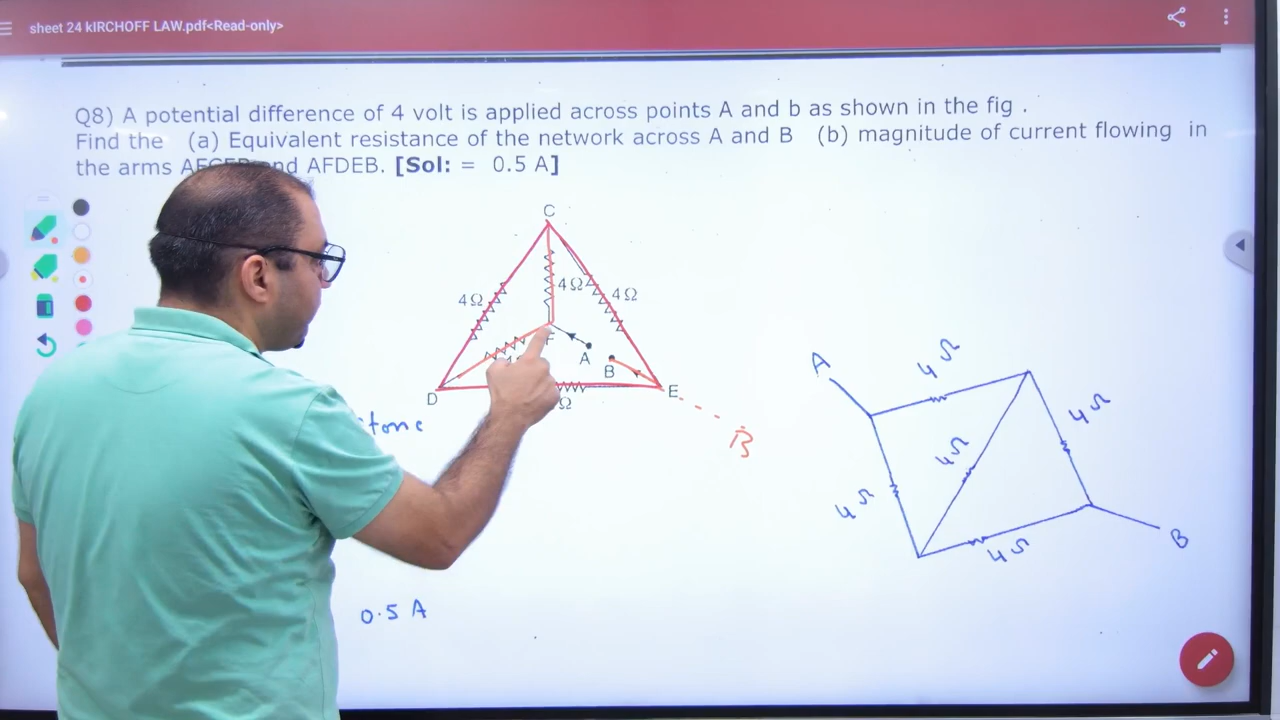 sheet 24 kIRCHOFF LAW.pdf<Read-only>
Q8) A potential difference of 4 volt is applied across points A and b as shown in the fig .
Find the (a) Equivalent resistance of the network across A and B (b) magnitude of current flowing in
the arms and AFDEB. [Sol: = 0.5 A]
C
4Ω
4Ω
4Ω
F
A
B
D
E
Ω
B
A
4Ω
4Ω
4Ω
4Ω
4Ω
B
0.5 A